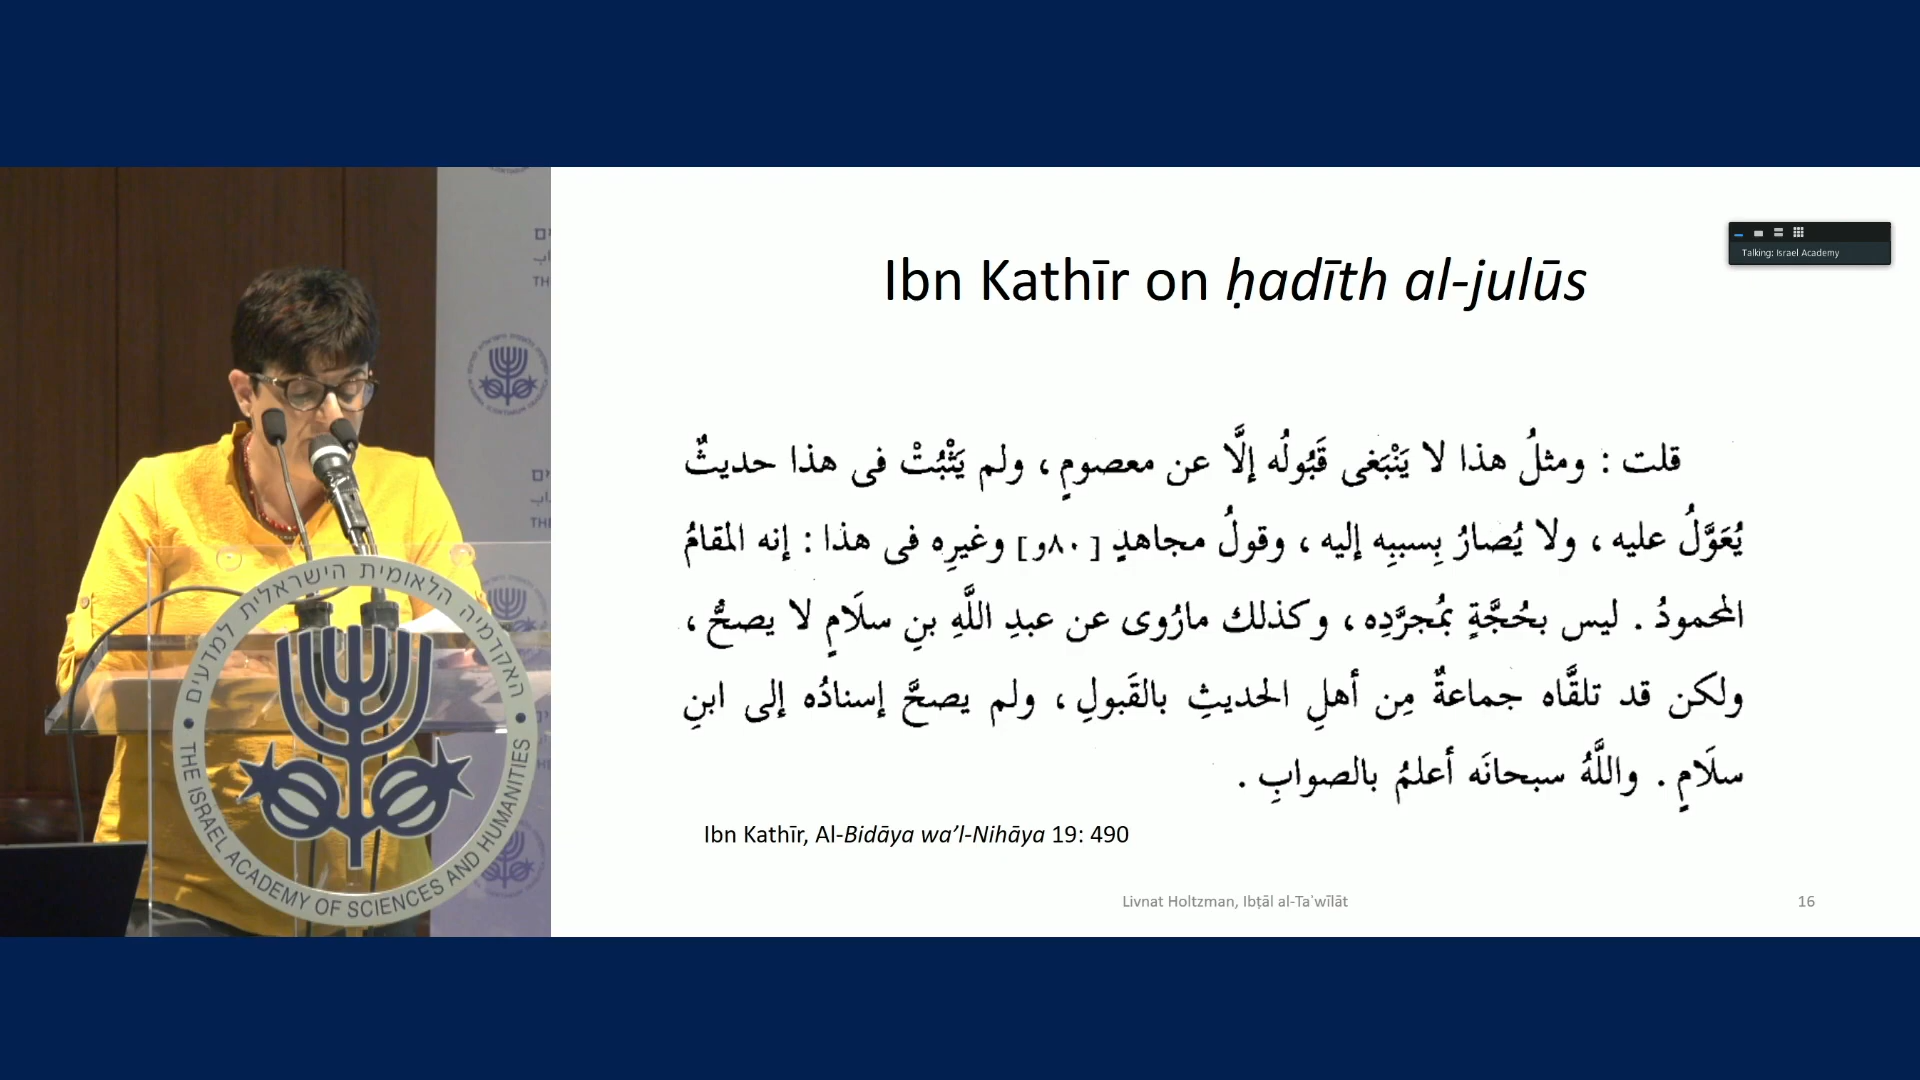 Ibn Kathīr on ḥadīth al-julūs
Talking: Israel Academy
قلت : ومثلُ هذا لا يَنْبَغى قَبُولُه إلَّا عن معصومٍ ، ولم يَثْبُتْ فى هذا حديثٌ
يُعَوَّلُ عليه ، ولا يُصارُ بِسببِه إليه ، وقولُ مجاهدٍ [ ٨٠و ] وغيرِه فى هذا : إنه المقامُ
المحمودُ . ليس بحُجَّةٍ بمُجرَّدِه ، وكذلك مارُوى عن عبدِ اللَّهِ بنِ سلَامٍ لا يصحُّ ،
ولكن قد تلقَّاه جماعةٌ مِن أهلِ الحديثِ بالقَبولِ ، ولم يصحَّ إسنادُه إلى ابنِ
سلَامٍ . واللَّهُ سبحانَه أعلمُ بالصوابِ .
Ibn Kathīr, Al-Bidāya wa’l-Nihāya 19: 490
Livnat Holtzman, Ibṭāl al-Taʾwīlāt
16
האקדמיה הלאומית הישראלית למדעים
THE ISRAEL ACADEMY OF SCIENCES AND HUMANITIES